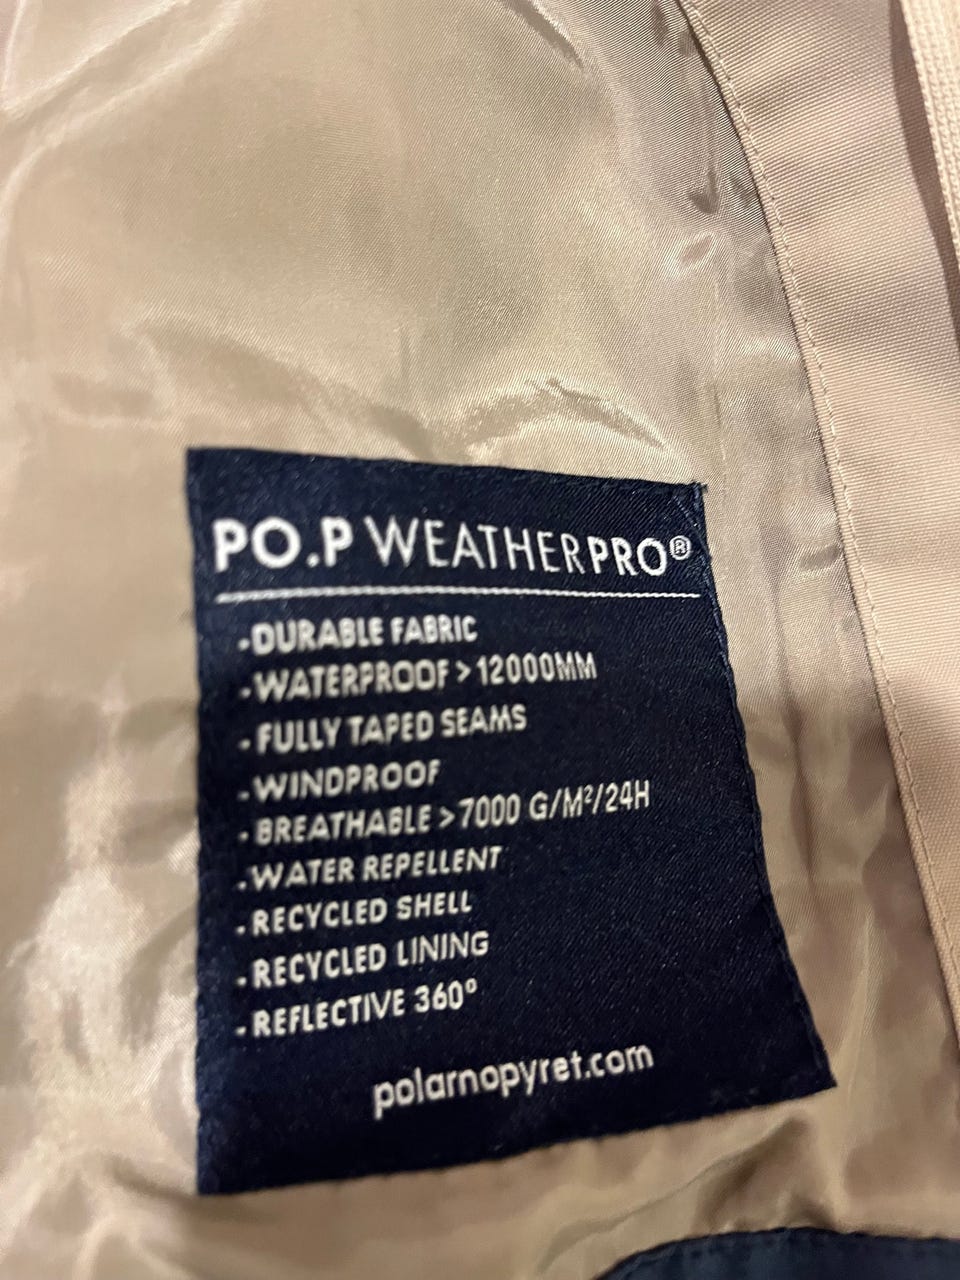 PO.P WEATHERPRO®
-DURABLE FABRIC
-WATERPROOF > 12000MM
-FULLY TAPED SEAMS
-WINDPROOF
-BREATHABLE > 7000 G/M²/24H
-WATER REPELLENT
-RECYCLED SHELL
-RECYCLED LINING
-REFLECTIVE 360°
polarnopyret.com